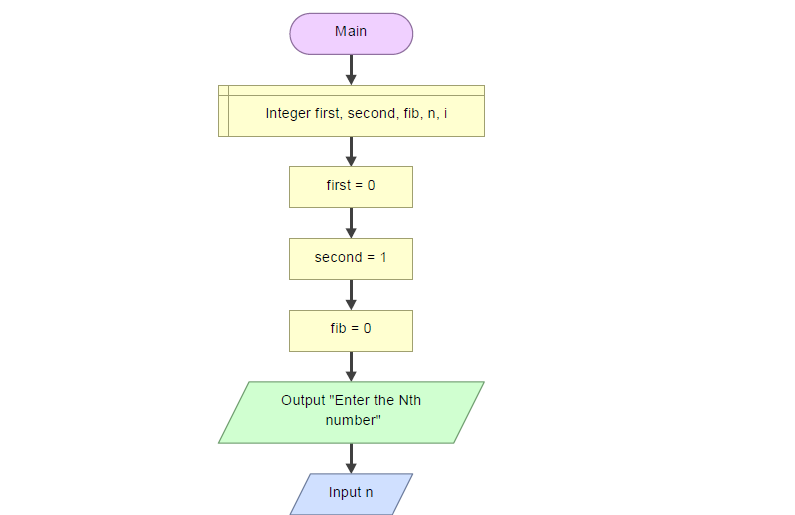 Main
Integer first, second, fib, n, i
first = 0
second = 1
fib = 0
Output "Enter the Nth
number"
Input n